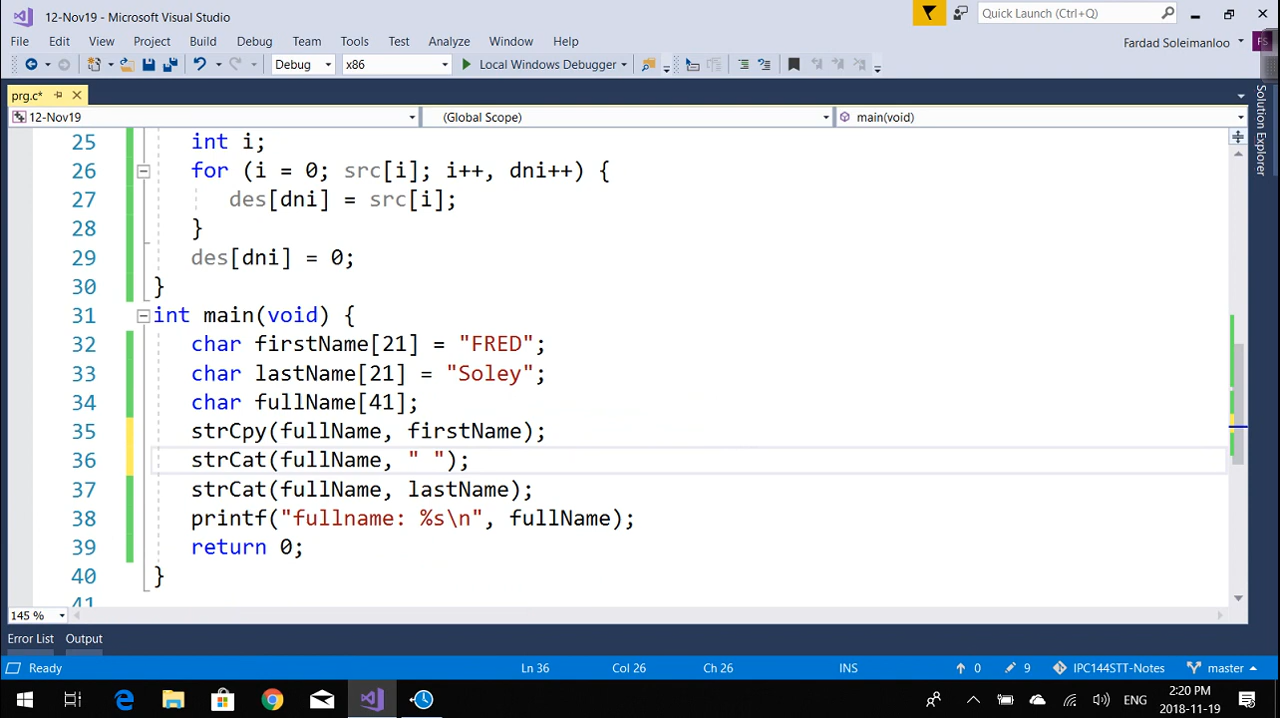 12-Nov19 - Microsoft Visual Studio
Quick Launch (Ctrl+Q)
File Edit View Project Build Debug Team Tools Test Analyze Window Help
Fardad Soleimanloo FS
Debug x86 Local Windows Debugger
prg.c*
12-Nov19 (Global Scope) main(void)
Solution Explorer
25 int i;
26 for (i = 0; src[i]; i++, dni++) {
27 des[dni] = src[i];
28 }
29 des[dni] = 0;
30 }
31 int main(void) {
32 char firstName[21] = "FRED";
33 char lastName[21] = "Soley";
34 char fullName[41];
35 strCpy(fullName, firstName);
36 strCat(fullName, " ");
37 strCat(fullName, lastName);
38 printf("fullname: %s\n", fullName);
39 return 0;
40 }
41
145 %
Error List Output
Ready Ln 36 Col 26 Ch 26 INS 0 9 IPC144STT-Notes master
ENG 2:20 PM
2018-11-19